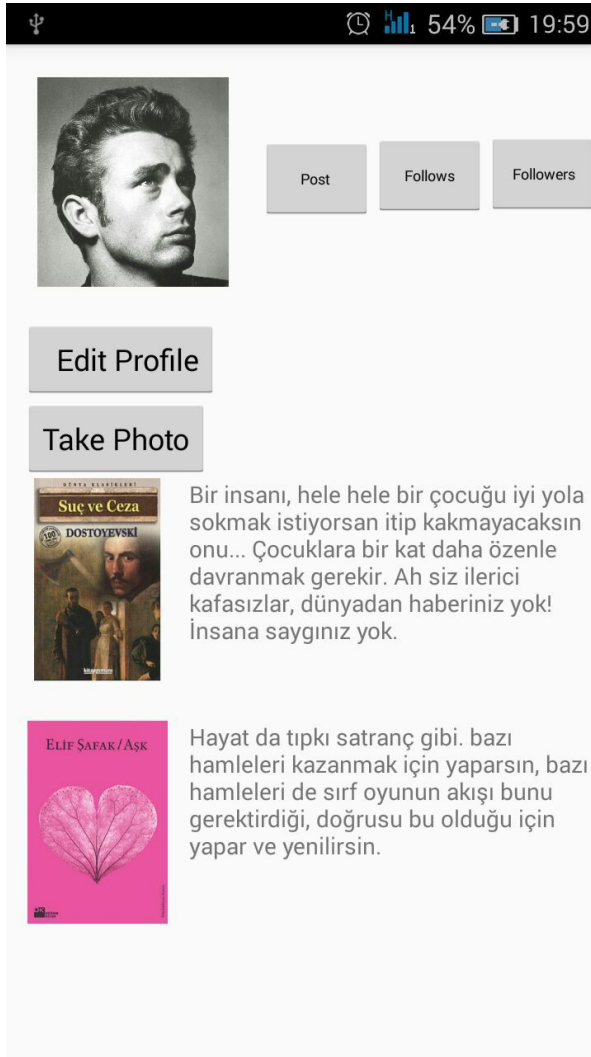 H
1 54% 19:59
Post
Follows
Followers
Edit Profile
Take Photo
DÜNYA KLASİKLERİ
Suç ve Ceza
100
DOSTOYEVSKİ
Bir insanı, hele hele bir çocuğu iyi yola
sokmak istiyorsan itip kakmayacaksın
onu... Çocuklara bir kat daha özenle
davranmak gerekir. Ah siz ilerici
kafasızlar, dünyadan haberiniz yok!
İnsana saygınız yok.
ELİF ŞAFAK / AŞK
Hayat da tıpkı satranç gibi. bazı
hamleleri kazanmak için yaparsın, bazı
hamleleri de sırf oyunun akışı bunu
gerektirdiği, doğrusu bu olduğu için
yapar ve yenilirsin.